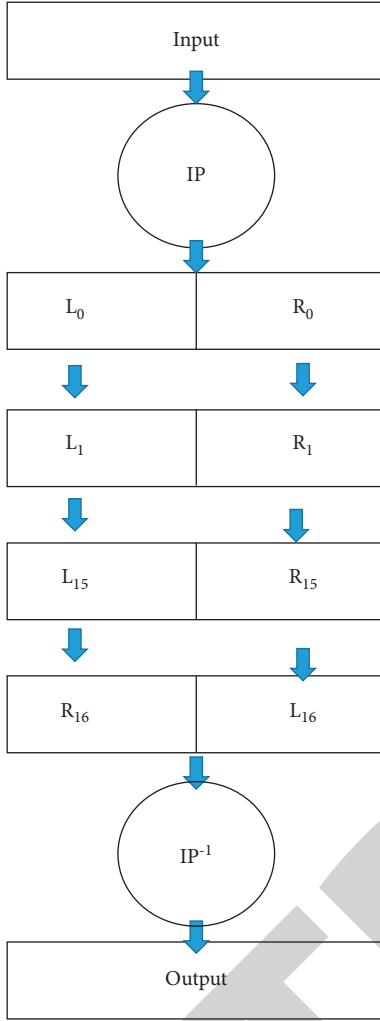 Input
IP
L₀ R₀
L₁ R₁
L₁₅ R₁₅
R₁₆ L₁₆
IP⁻¹
Output